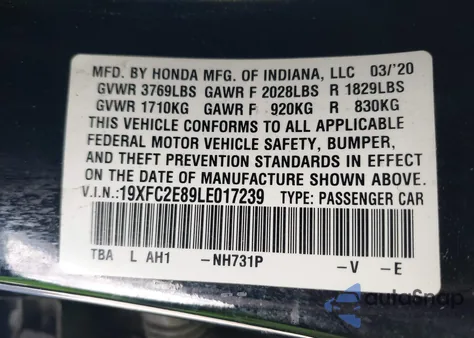 MFD. BY HONDA MFG. OF INDIANA, LLC 03/'20
GVWR 3769LBS GAWR F 2028LBS R 1829LBS
GVWR 1710KG GAWR F 920KG R 830KG
THIS VEHICLE CONFORMS TO ALL APPLICABLE
FEDERAL MOTOR VEHICLE SAFETY, BUMPER,
AND THEFT PREVENTION STANDARDS IN EFFECT
ON THE DATE OF MANUFACTURE SHOWN ABOVE.
V.I.N.:19XFC2E89LE017239 TYPE: PASSENGER CAR
TBA L AH1 -NH731P -V -E
autoSnap